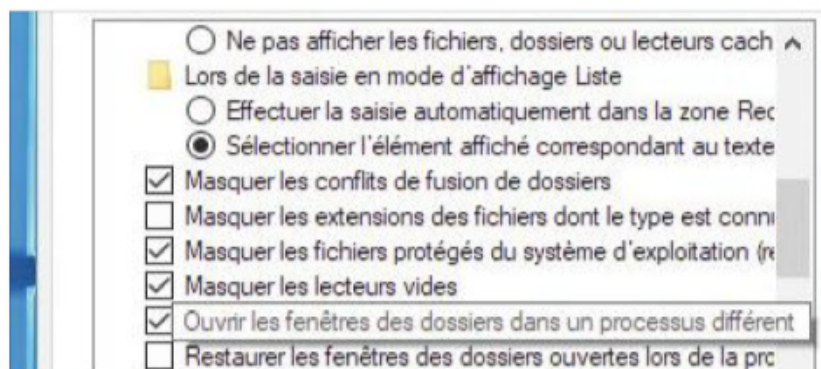 Ne pas afficher les fichiers, dossiers ou lecteurs cach
Lors de la saisie en mode d'affichage Liste
Effectuer la saisie automatiquement dans la zone Rec
Sélectionner l'élément affiché correspondant au texte
Masquer les conflits de fusion de dossiers
Masquer les extensions des fichiers dont le type est connu
Masquer les fichiers protégés du système d'exploitation (re
Masquer les lecteurs vides
Ouvrir les fenêtres des dossiers dans un processus différent
Restaurer les fenêtres des dossiers ouvertes lors de la pro